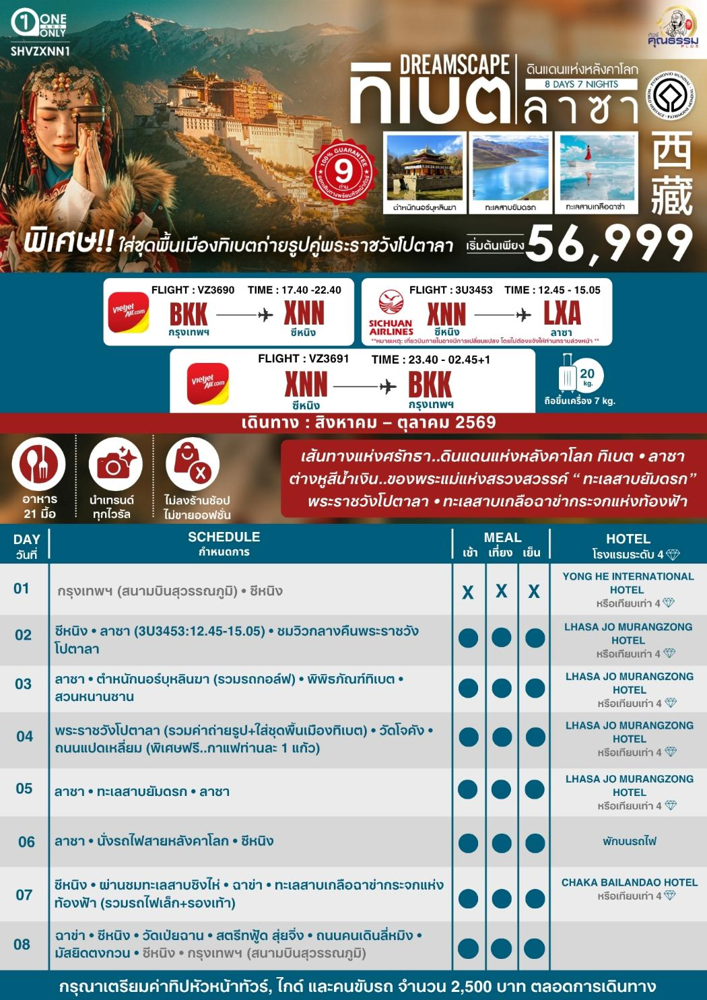 ONE
AND
ONLY
SHVZXNN1
ทัวร์
คุณธรรม
PLUS
DREAMSCAPE
ทิเบต
ดินแดนแห่งหลังคาโลก
8 DAYS 7 NIGHTS
ลาซา
WORLD HERITAGE • PATRIMOINE MONDIAL • PATRIMONIO MUNDIAL
西藏
100% GUARANTEE
9
ท่าน
ออกเดินทางพร้อมหัวหน้าทัวร์
ตำหนักนอร์บุหลินฆา
ทะเลสาบยัมดรก
ทะเลสาบเกลือฉาข่า
พิเศษ!! ใส่ชุดพื้นเมืองทิเบตถ่ายรูปคู่พระราชวังโปตาลา
เริ่มต้นเพียง 56,999
FLIGHT : VZ3690 TIME : 17.40 -22.40
vietjet Air.com
BKK XNN
กรุงเทพฯ ซีหนิง
FLIGHT : 3U3453 TIME : 12.45 - 15.05
SICHUAN AIRLINES
XNN LXA
ซีหนิง ลาซา
**หมายเหตุ: เที่ยวบินภายในอาจมีการเปลี่ยนแปลง โดยไม่ต้องแจ้งให้ท่านทราบล่วงหน้า **
FLIGHT : VZ3691 TIME : 23.40 - 02.45+1
vietjet Air.com
XNN BKK
ซีหนิง กรุงเทพฯ
20 kg.
ถือขึ้นเครื่อง 7 kg.
เดินทาง : สิงหาคม – ตุลาคม 2569
อาหาร
21 มื้อ
นำเทรนด์
ทุกไวรัล
ไม่ลงร้านช้อป
ไม่ขายออฟชั่น
เส้นทางแห่งศรัทธา..ดินแดนแห่งหลังคาโลก ทิเบต • ลาซา
ต่างหูสีน้ำเงิน..ของพระแม่แห่งสรวงสวรรค์ “ ทะเลสาบยัมดรก”
พระราชวังโปตาลา • ทะเลสาบเกลือฉาข่ากระจกแห่งท้องฟ้า
DAY SCHEDULE MEAL HOTEL
วันที่ กำหนดการ เช้า เที่ยง เย็น โรงแรมระดับ 4
01 กรุงเทพฯ (สนามบินสุวรรณภูมิ) • ซีหนิง X X X YONG HE INTERNATIONAL
HOTEL
หรือเทียบเท่า 4
02 ซีหนิง • ลาซา (3U3453:12.45-15.05) • ชมวิวกลางคืนพระราชวัง
โปตาลา
LHASA JO MURANGZONG
HOTEL
หรือเทียบเท่า 4
03 ลาซา • ตำหนักนอร์บุหลินฆา (รวมรถกอล์ฟ) • พิพิธภัณฑ์ทิเบต •
สวนหนานซาน
LHASA JO MURANGZONG
HOTEL
หรือเทียบเท่า 4
04 พระราชวังโปตาลา (รวมค่าถ่ายรูป+ใส่ชุดพื้นเมืองทิเบต) • วัดโจคัง •
ถนนแปดเหลี่ยม (พิเศษฟรี..กาแฟท่านละ 1 แก้ว)
LHASA JO MURANGZONG
HOTEL
หรือเทียบเท่า 4
05 ลาซา • ทะเลสาบยัมดรก • ลาซา
LHASA JO MURANGZONG
HOTEL
หรือเทียบเท่า 4
06 ลาซา • นั่งรถไฟสายหลังคาโลก • ซีหนิง พักบนรถไฟ
07 ซีหนิง • ผ่านชมทะเลสาบชิงไห่ • ฉาข่า • ทะเลสาบเกลือฉาข่ากระจกแห่ง
ท้องฟ้า (รวมรถไฟเล็ก+รองเท้า)
CHAKA BAILANDAO HOTEL
หรือเทียบเท่า 4
08 ฉาข่า • ซีหนิง • วัดเป่ยฉาน • สตรีทฟู้ด สุ่ยจิ่ง • ถนนคนเดินลี่หมิง •
มัสยิดตงกวน • ซีหนิง • กรุงเทพฯ (สนามบินสุวรรณภูมิ)
กรุณาเตรียมค่าทิปหัวหน้าทัวร์, ไกด์ และคนขับรถ จำนวน 2,500 บาท ตลอดการเดินทาง